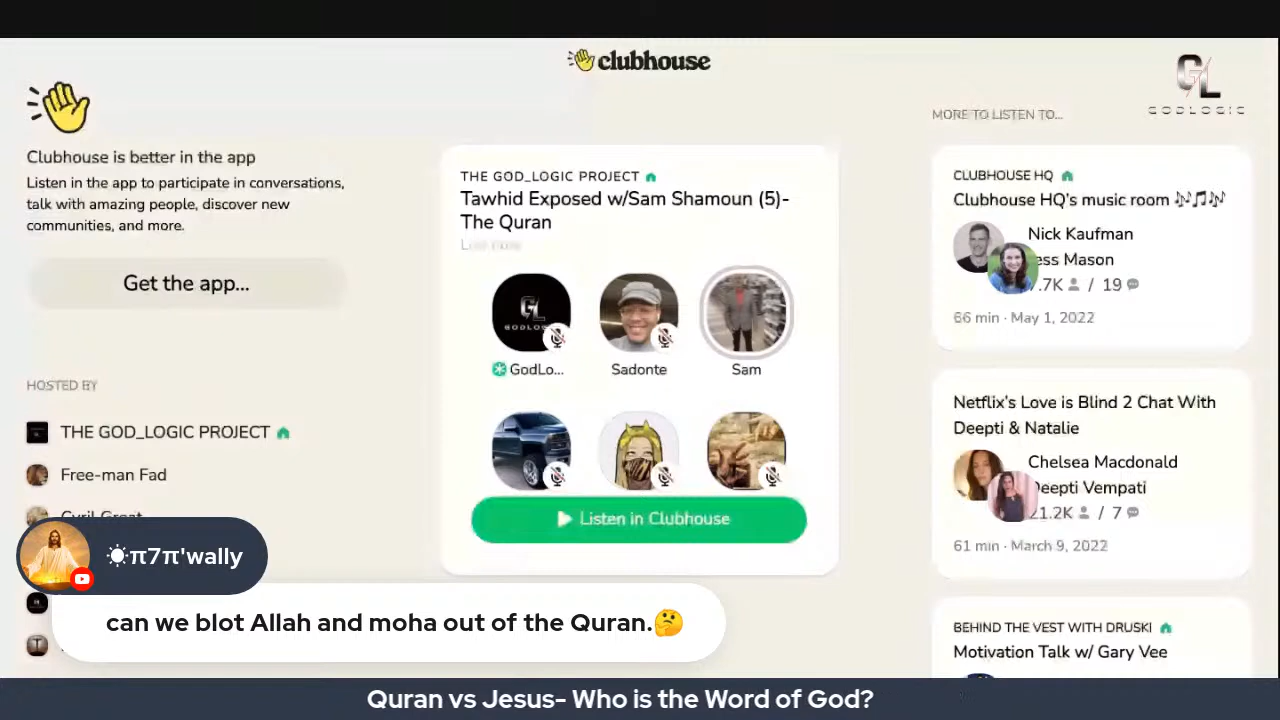 clubhouse
GL
GODLOGIC
Clubhouse is better in the app
Listen in the app to participate in conversations,
talk with amazing people, discover new
communities, and more.
Get the app...
HOSTED BY
THE GOD_LOGIC PROJECT
Free-man Fad
Cyril Great
THE GOD_LOGIC PROJECT
Tawhid Exposed w/Sam Shamoun (5)-
The Quran
GL
GodLo...
Sadonte
Sam
Listen in Clubhouse
MORE TO LISTEN TO...
CLUBHOUSE HQ
Clubhouse HQ's music room 🎶🎵🎶
Nick Kaufman
ess Mason
7.7K / 19
66 min · May 1, 2022
Netflix's Love is Blind 2 Chat With
Deepti & Natalie
Chelsea Macdonald
Deepti Vempati
21.2K / 7
61 min · March 9, 2022
BEHIND THE VEST WITH DRUSKI
Motivation Talk w/ Gary Vee
☀π7π'wally
can we blot Allah and moha out of the Quran.🤔
Quran vs Jesus- Who is the Word of God?